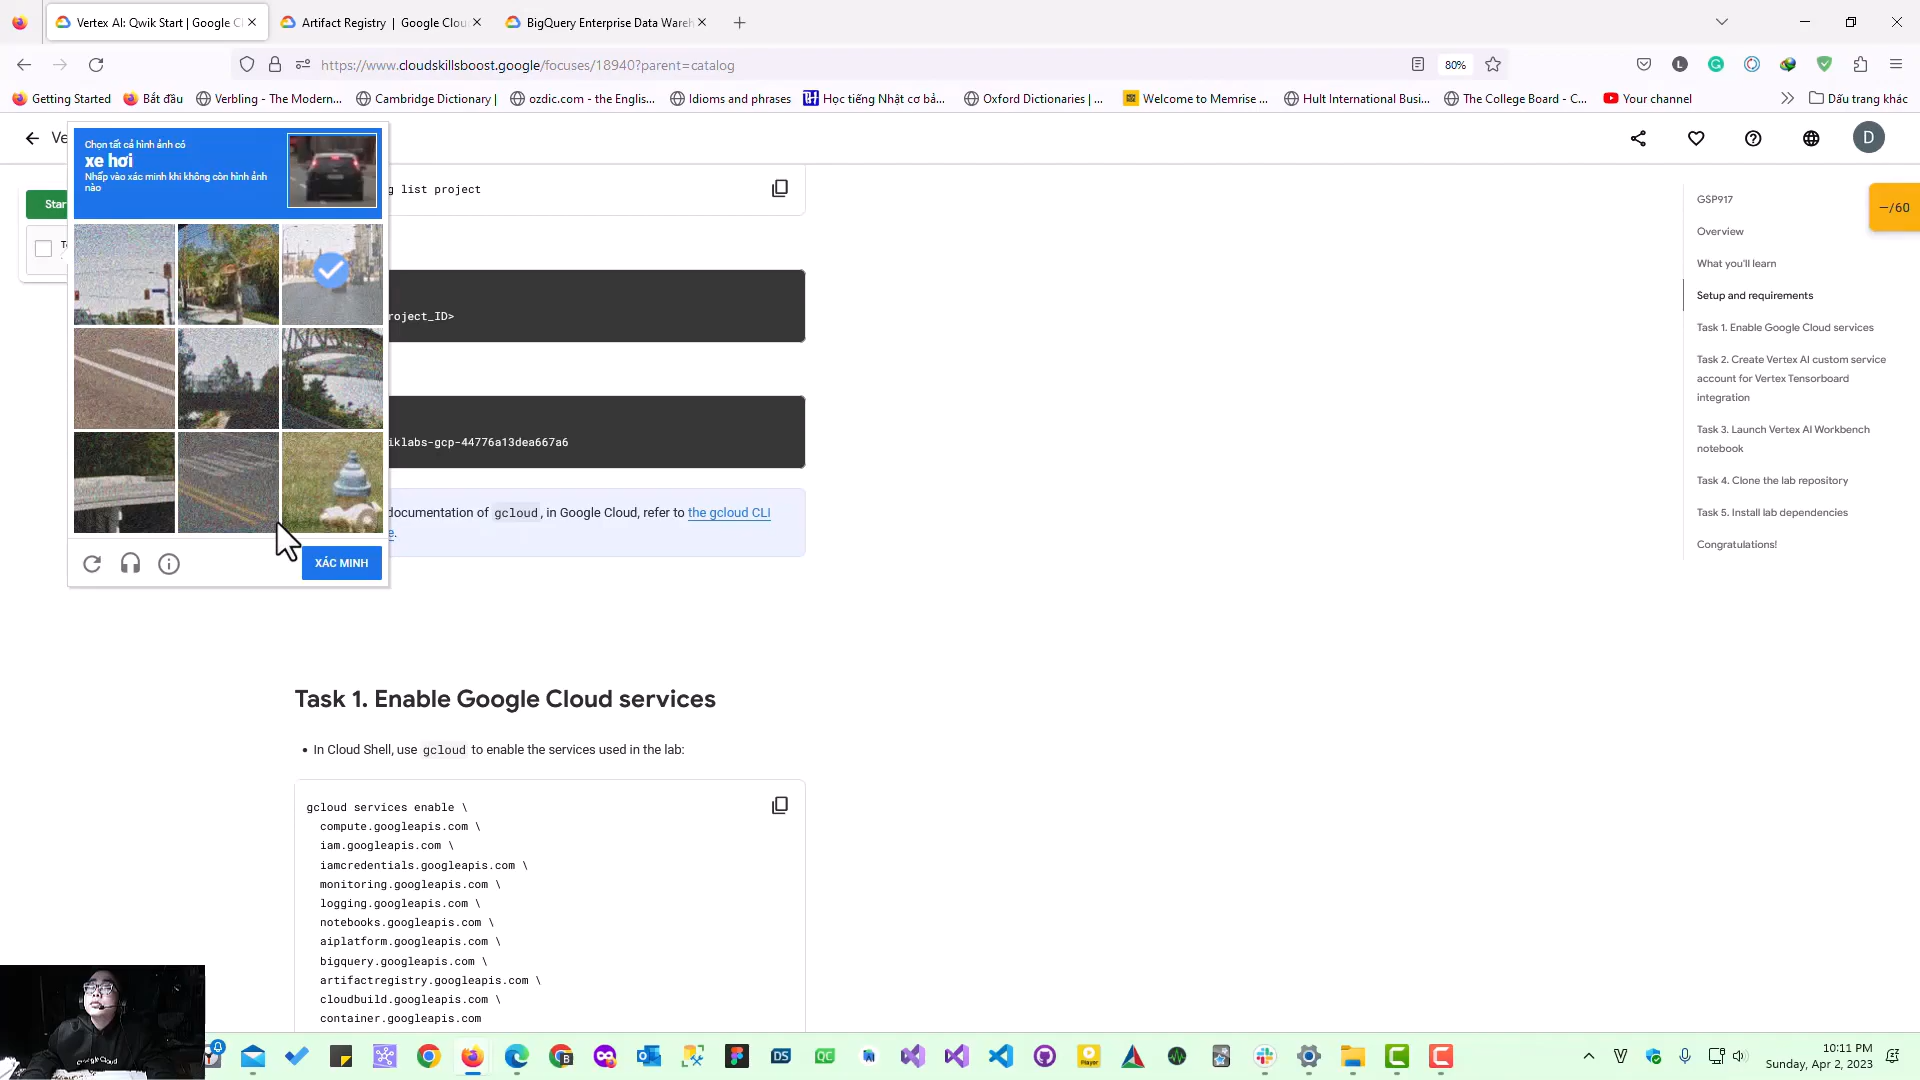 Vertex AI: Qwik Start | Google C
Artifact Registry | Google Clou
BigQuery Enterprise Data Wareh
https://www.cloudskillsboost.google/focuses/18940?parent=catalog
80%
Getting Started
Bắt đầu
Verbling - The Modern...
Cambridge Dictionary |
ozdic.com - the Englis...
Idioms and phrases
Học tiếng Nhật cơ bả...
Oxford Dictionaries | ...
Welcome to Memrise ...
Hult International Busi...
The College Board - C...
Your channel
Dấu trang khác
Ve
D
Chọn tất cả hình ảnh có
xe hơi
Nhấp vào xác minh khi không còn hình ảnh
nào
Star
XÁC MINH
g list project
roject_ID>
iklabs-gcp-44776a13dea667a6
documentation of gcloud, in Google Cloud, refer to the gcloud CLI
e.
Task 1. Enable Google Cloud services
In Cloud Shell, use gcloud to enable the services used in the lab:
gcloud services enable \
compute.googleapis.com \
iam.googleapis.com \
iamcredentials.googleapis.com \
monitoring.googleapis.com \
logging.googleapis.com \
notebooks.googleapis.com \
aiplatform.googleapis.com \
bigquery.googleapis.com \
artifactregistry.googleapis.com \
cloudbuild.googleapis.com \
container.googleapis.com
GSP917
Overview
What you'll learn
Setup and requirements
Task 1. Enable Google Cloud services
Task 2. Create Vertex AI custom service
account for Vertex Tensorboard
integration
Task 3. Launch Vertex AI Workbench
notebook
Task 4. Clone the lab repository
Task 5. Install lab dependencies
Congratulations!
--/60
Google Cloud
10:11 PM
Sunday, Apr 2, 2023